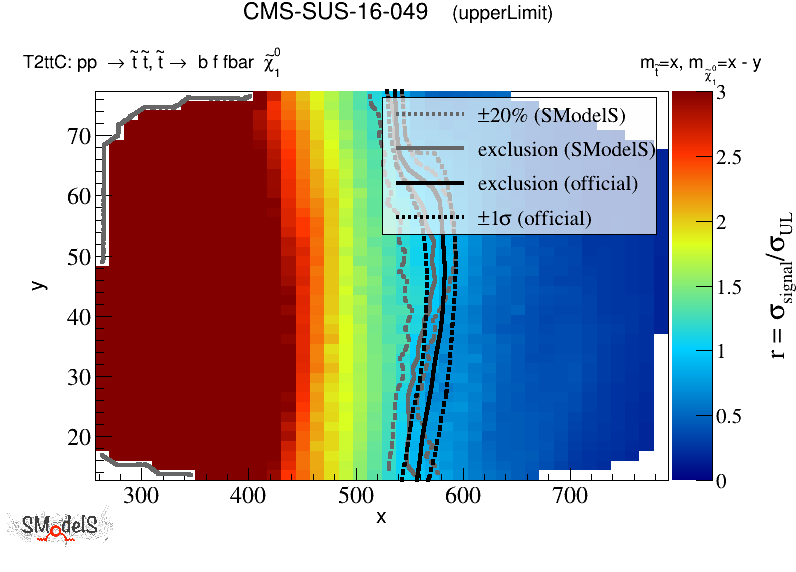 CMS-SUS-16-049 (upperLimit)
T2ttC: pp → t̃ t̃, t̃ → b f fbar χ̃⁰₁
m_t̃=x, m_χ̃⁰₁=x - y
±20% (SModelS)
exclusion (SModelS)
exclusion (official)
±1σ (official)
70
60
50
40
30
20
y
300 400 500 600 700
x
3
2.5
2
1.5
1
0.5
0
r = σ_signal/σ_UL
SModelS